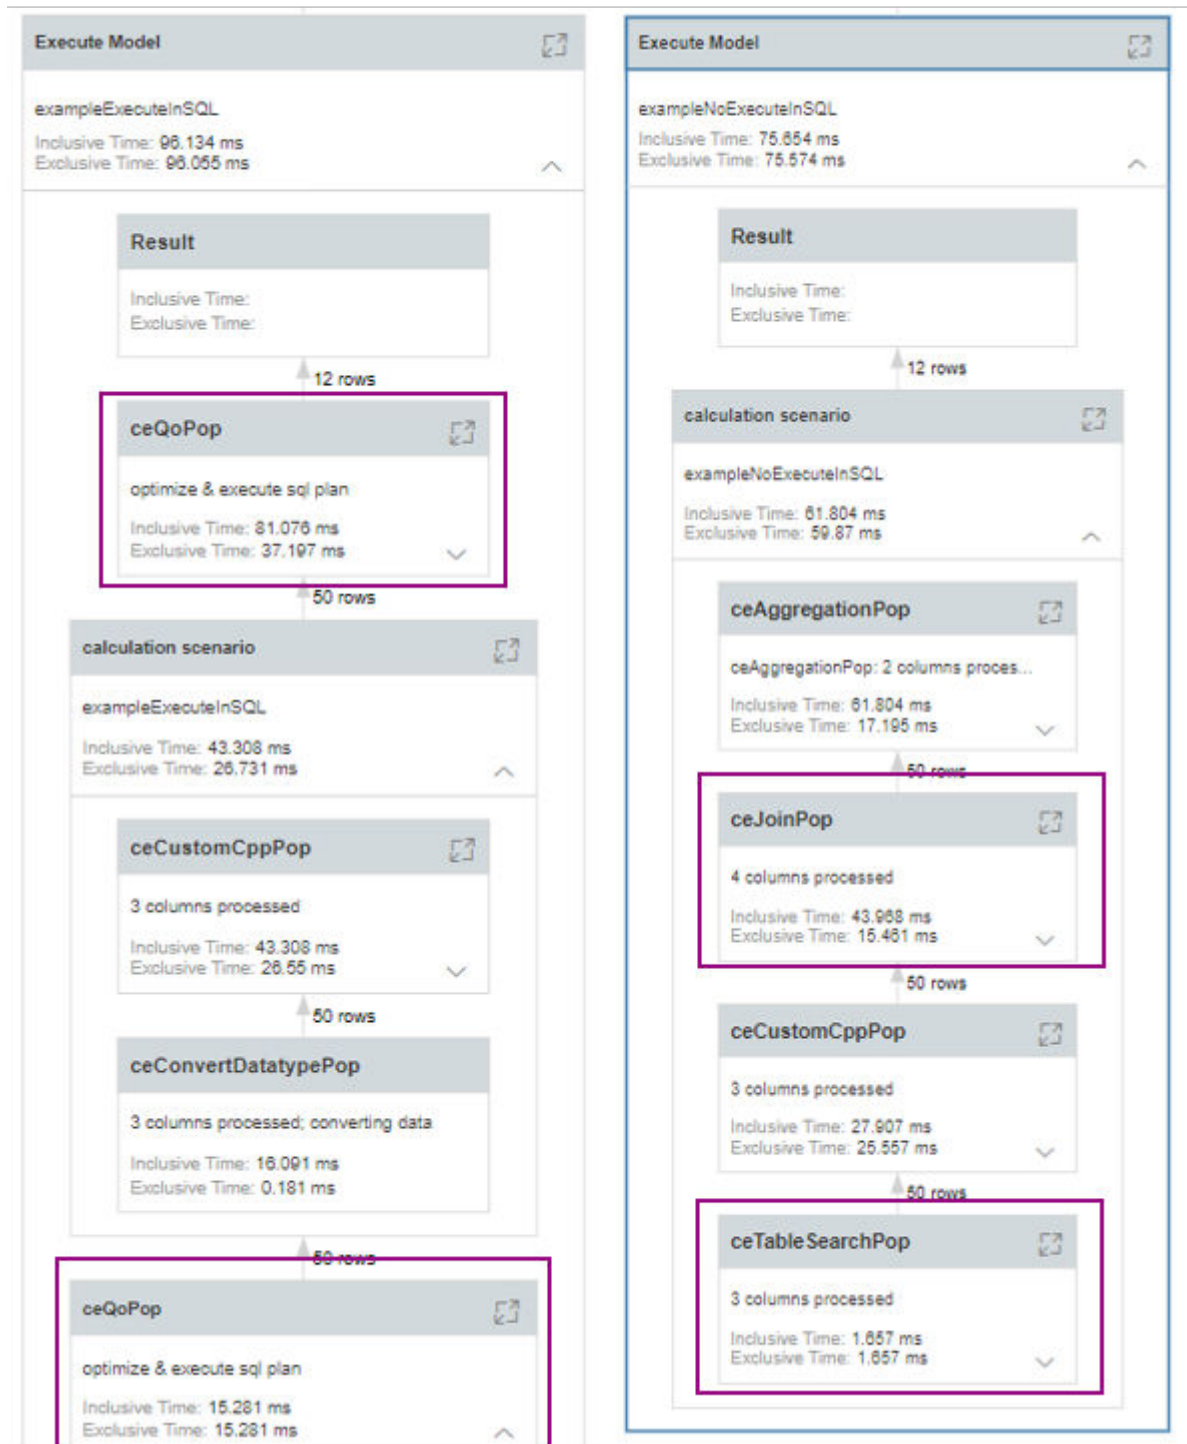 Execute Model
exampleExecuteInSQL
Inclusive Time: 96.134 ms
Exclusive Time: 96.055 ms
Result
Inclusive Time:
Exclusive Time:
12 rows
ceQoPop
optimize & execute sql plan
Inclusive Time: 81.076 ms
Exclusive Time: 37.197 ms
50 rows
calculation scenario
exampleExecuteInSQL
Inclusive Time: 43.308 ms
Exclusive Time: 26.731 ms
ceCustomCppPop
3 columns processed
Inclusive Time: 43.308 ms
Exclusive Time: 26.55 ms
50 rows
ceConvertDatatypePop
3 columns processed; converting data
Inclusive Time: 16.091 ms
Exclusive Time: 0.181 ms
50 rows
ceQoPop
optimize & execute sql plan
Inclusive Time: 15.281 ms
Exclusive Time: 15.281 ms
Execute Model
exampleNoExecuteInSQL
Inclusive Time: 75.654 ms
Exclusive Time: 75.574 ms
Result
Inclusive Time:
Exclusive Time:
12 rows
calculation scenario
exampleNoExecuteInSQL
Inclusive Time: 61.804 ms
Exclusive Time: 59.87 ms
ceAggregationPop
ceAggregationPop: 2 columns proces...
Inclusive Time: 61.804 ms
Exclusive Time: 17.195 ms
50 rows
ceJoinPop
4 columns processed
Inclusive Time: 43.968 ms
Exclusive Time: 15.461 ms
50 rows
ceCustomCppPop
3 columns processed
Inclusive Time: 27.907 ms
Exclusive Time: 25.557 ms
50 rows
ceTableSearchPop
3 columns processed
Inclusive Time: 1.657 ms
Exclusive Time: 1.657 ms